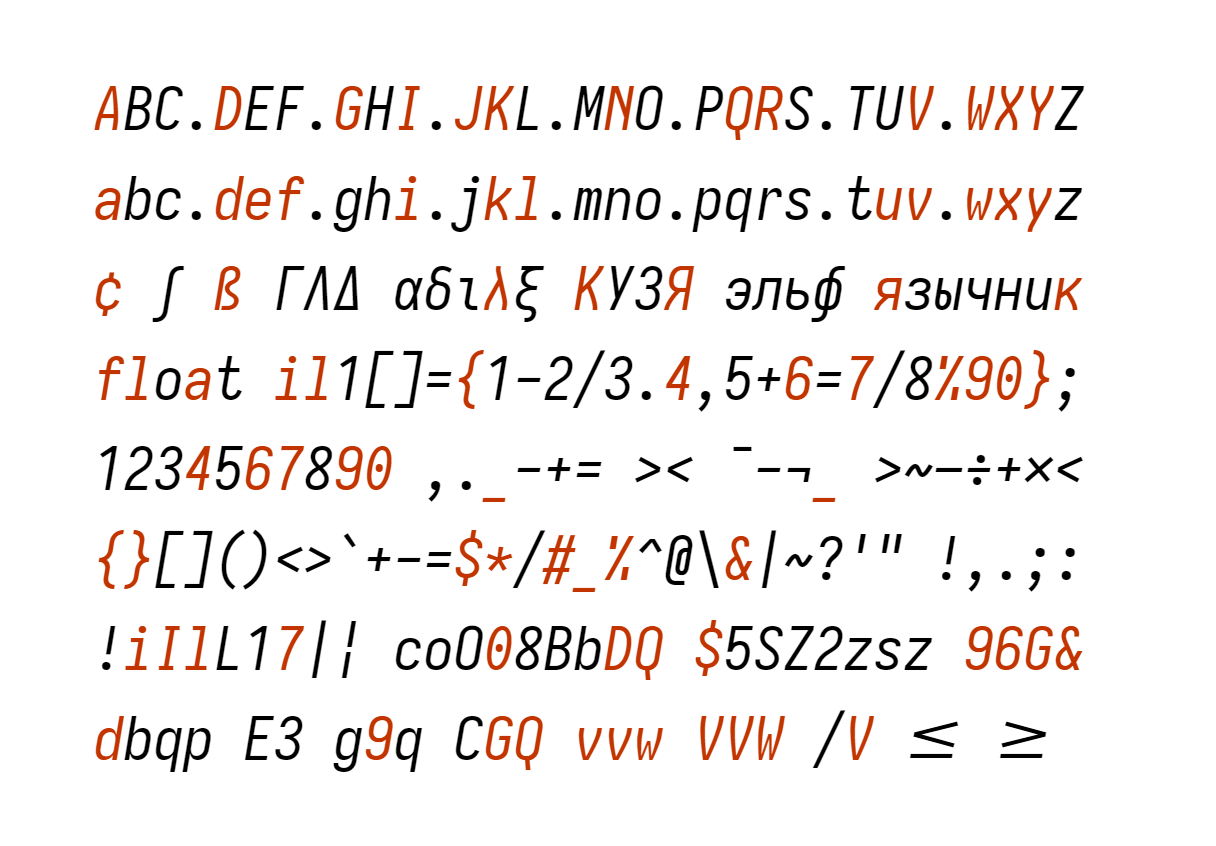 ABC.DEF.GHI.JKL.MNO.PQRS.TUV.WXYZ
abc.def.ghi.jkl.mno.pqrs.tuv.wxyz
¢ ∫ ß ΓΛΔ αδιλξ КУЗЯ эльф язычник
float il1[]={1-2/3.4,5+6=7/8%90};
1234567890 ,._-+= >< ¯-¬_ >~–÷+×<
{}[]()<>`+-=$*/#_%^@\&|~?'" !,.;:
!iIlL17|¦ coO08BbDQ $5SZ2zsz 96G&
dbqp E3 g9q CGQ vvw VVW /V ≤ ≥